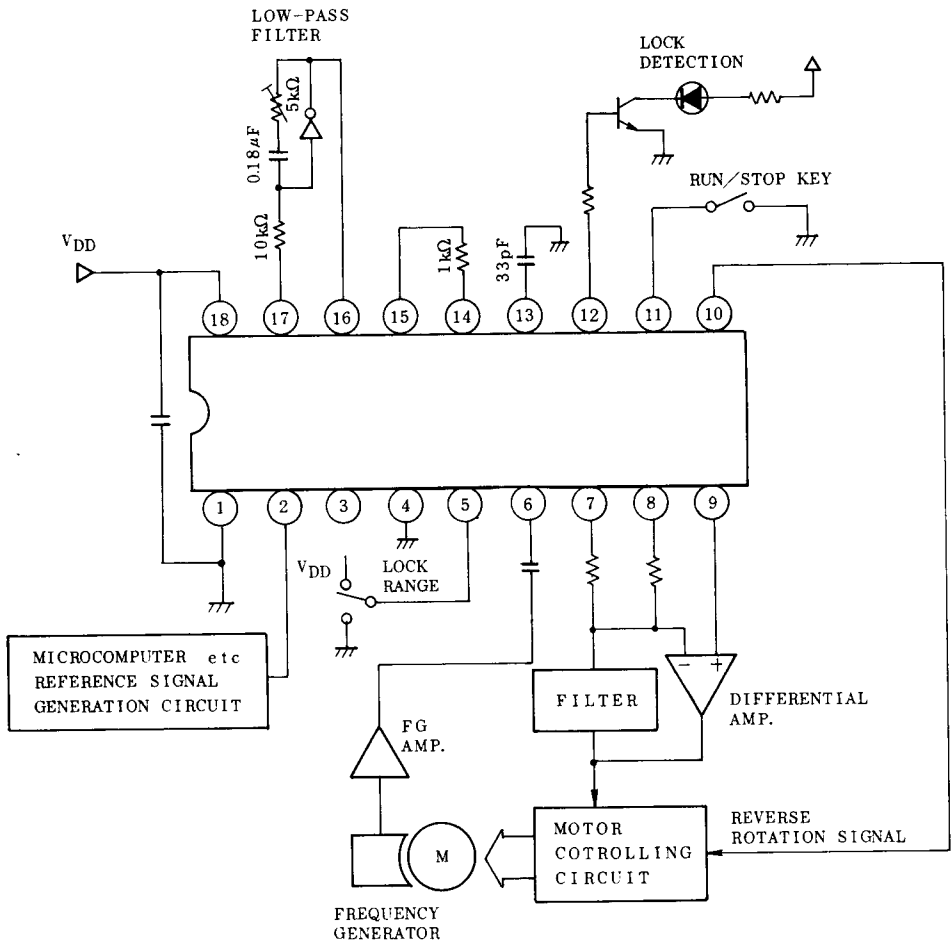 LOW-PASS
FILTER
5kΩ
0.18μF
10kΩ
LOCK
DETECTION
RUN/STOP KEY
VDD
1kΩ
33pF
18
17
16
15
14
13
12
11
10
1
2
3
4
5
6
7
8
9
VDD
LOCK
RANGE
MICROCOMPUTER etc
REFERENCE SIGNAL
GENERATION CIRCUIT
FG
AMP.
FILTER
- +
DIFFERENTIAL
AMP.
M
MOTOR
COTROLLING
CIRCUIT
REVERSE
ROTATION SIGNAL
FREQUENCY
GENERATOR